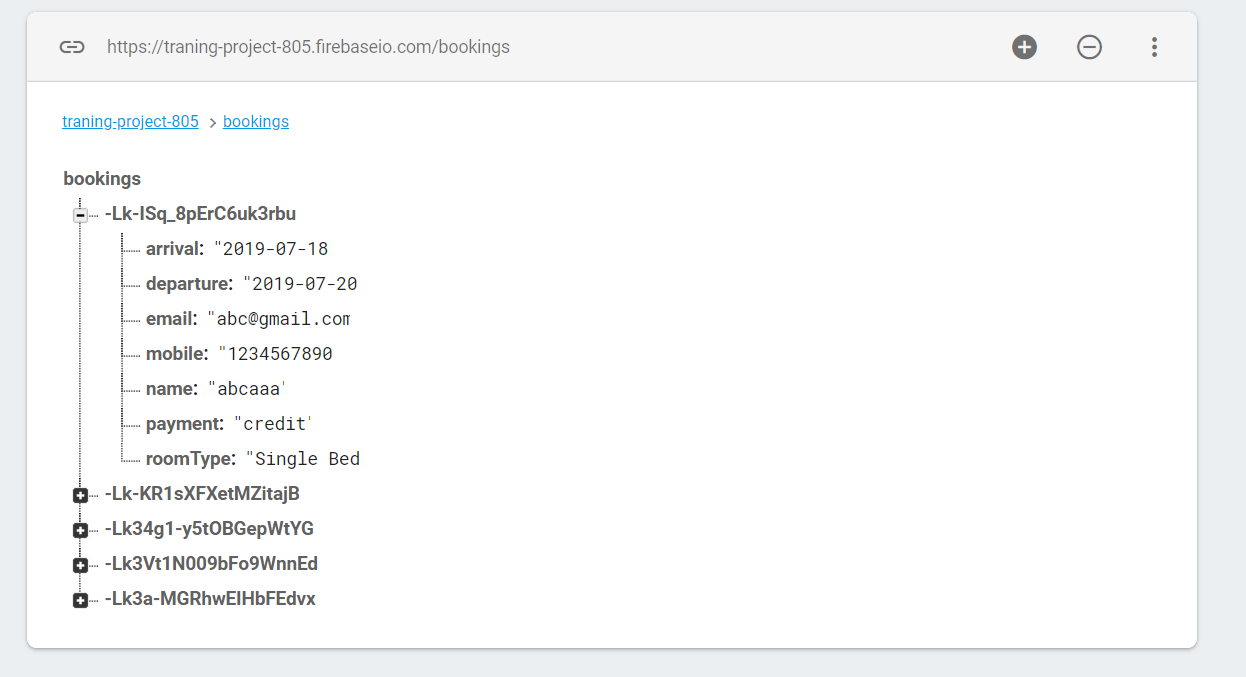 https://traning-project-805.firebaseio.com/bookings
traning-project-805 > bookings
bookings
-Lk-ISq_8pErC6uk3rbu
arrival: "2019-07-18
departure: "2019-07-20
email: "abc@gmail.com
mobile: "1234567890
name: "abcaaa'
payment: "credit'
roomType: "Single Bed
-Lk-KR1sXFXetMZitajB
-Lk34g1-y5tOBGepWtYG
-Lk3Vt1N009bFo9WnnEd
-Lk3a-MGRhwEIHbFEdvx